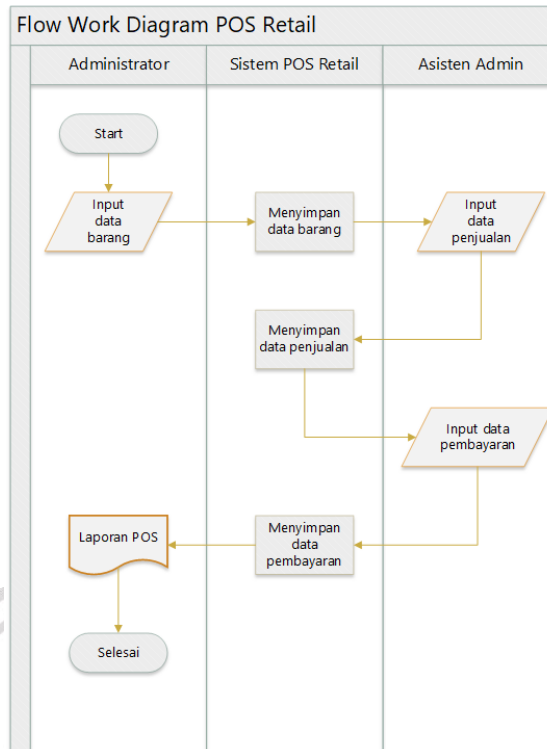 Flow Work Diagram POS Retail
Administrator
Sistem POS Retail
Asisten Admin
Start
Input
data
barang
Menyimpan
data barang
Input
data
penjualan
Menyimpan
data penjualan
Input data
pembayaran
Laporan POS
Menyimpan
data
pembayaran
Selesai